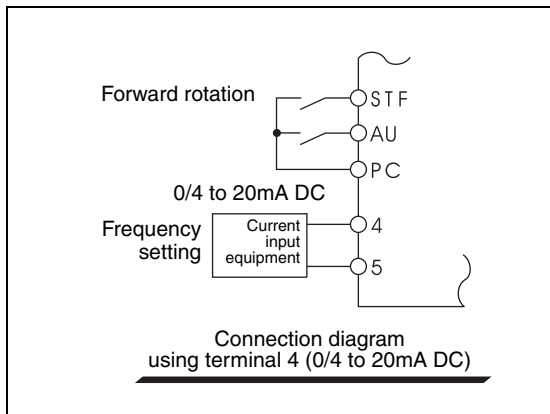 STF
Forward rotation
AU
PC
0/4 to 20mA DC
Frequency
setting
Current
input
equipment
4
5
Connection diagram
using terminal 4 (0/4 to 20mA DC)